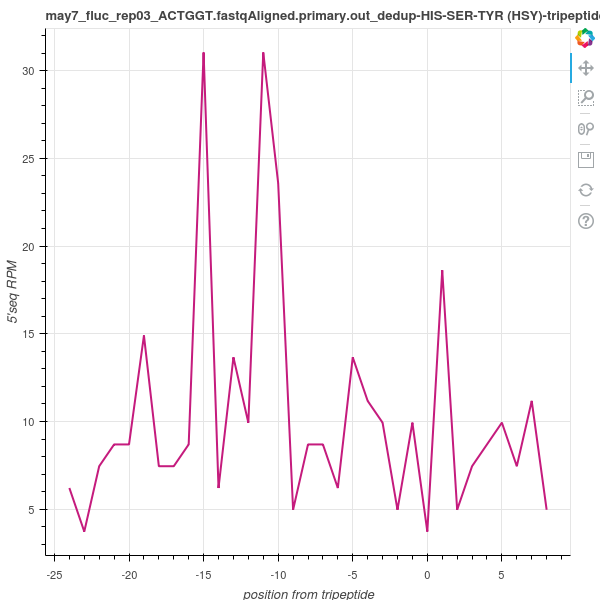 may7_fluc_rep03_ACTGGT.fastqAligned.primary.out_dedup-HIS-SER-TYR (HSY)-tripeptide
30
25
20
15
10
5
5'seq RPM
-25 -20 -15 -10 -5 0 5
position from tripeptide